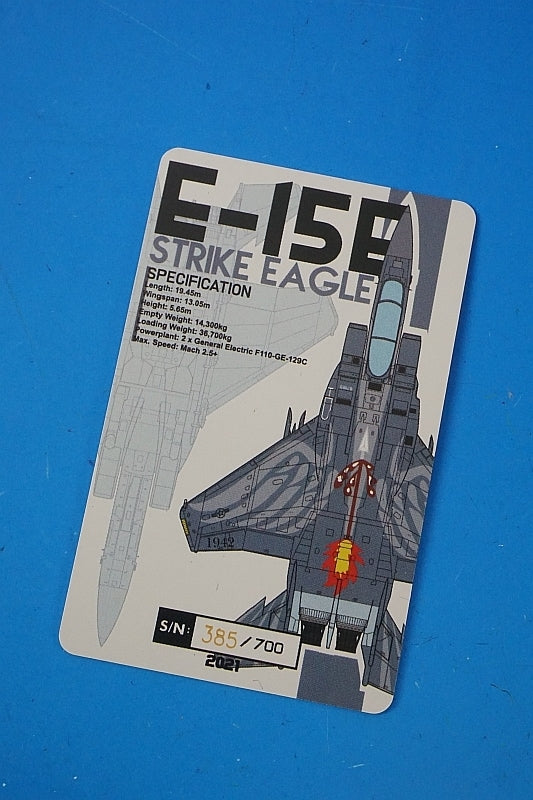 E-15E
STRIKE EAGLE
SPECIFICATION
Length: 19.45m
Wingspan: 13.05m
Height: 5.65m
Empty Weight: 14,300kg
Loading Weight: 36,700kg
Powerplant: 2 x General Electric F110-GE-129C
Max. Speed: Mach 2.5+
1942
S/N: 385/700
2021